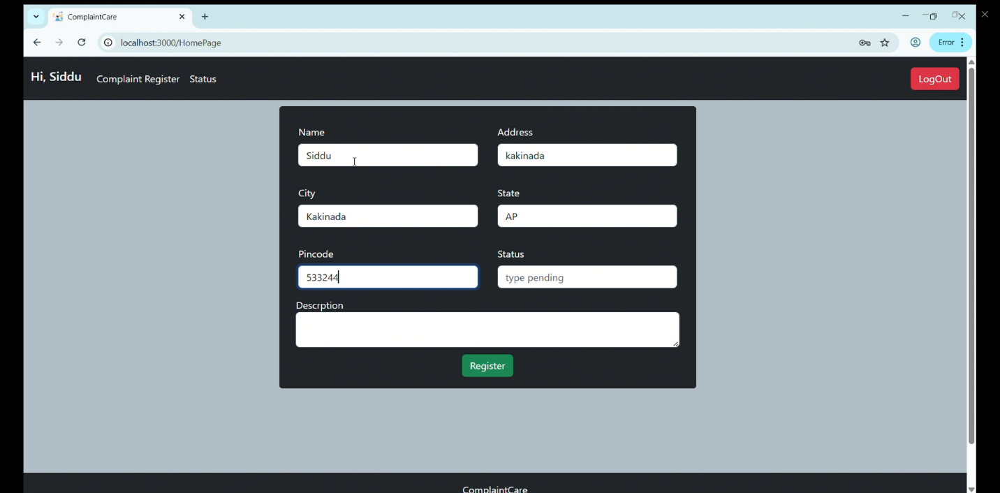 ComplaintCare
localhost:3000/HomePage
Error
Hi, Siddu Complaint Register Status LogOut
Name Address
Siddu kakinada
City State
Kakinada AP
Pincode Status
533244 type pending
Descrption
Register
ComplaintCare